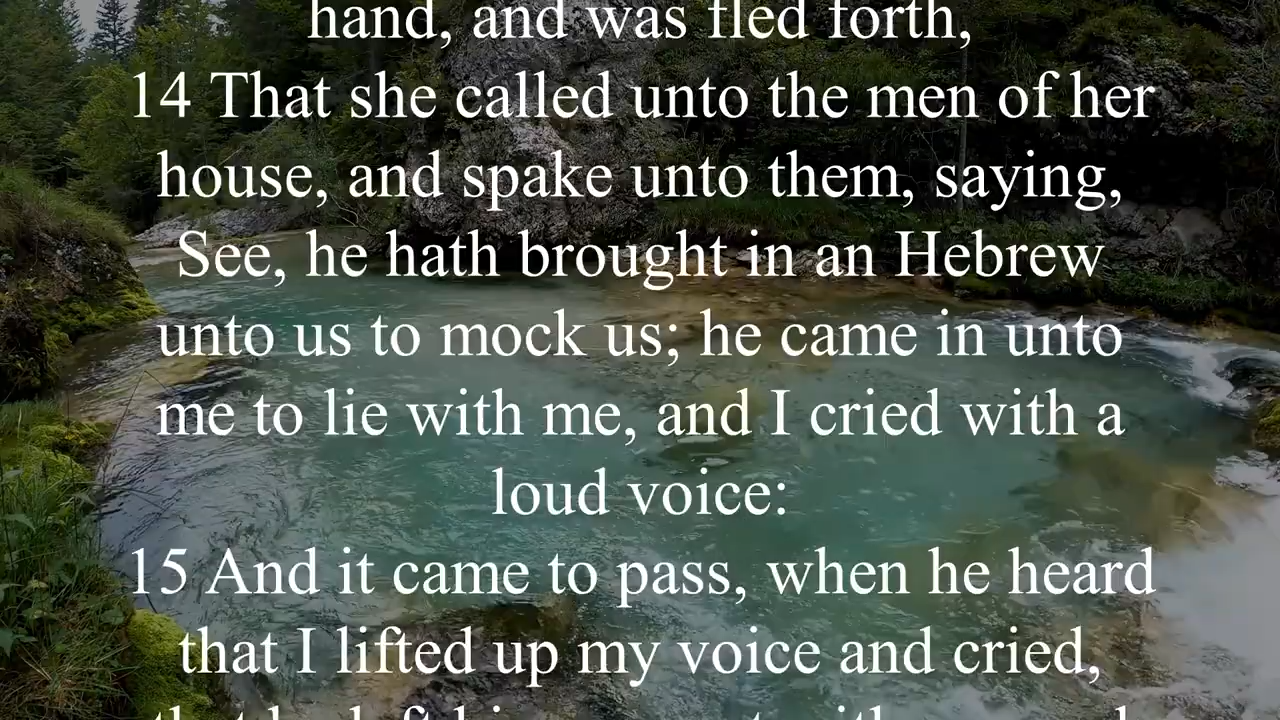 hand, and was fled forth,
14 That she called unto the men of her
house, and spake unto them, saying,
See, he hath brought in an Hebrew
unto us to mock us; he came in unto
me to lie with me, and I cried with a
loud voice:
15 And it came to pass, when he heard
that I lifted up my voice and cried,